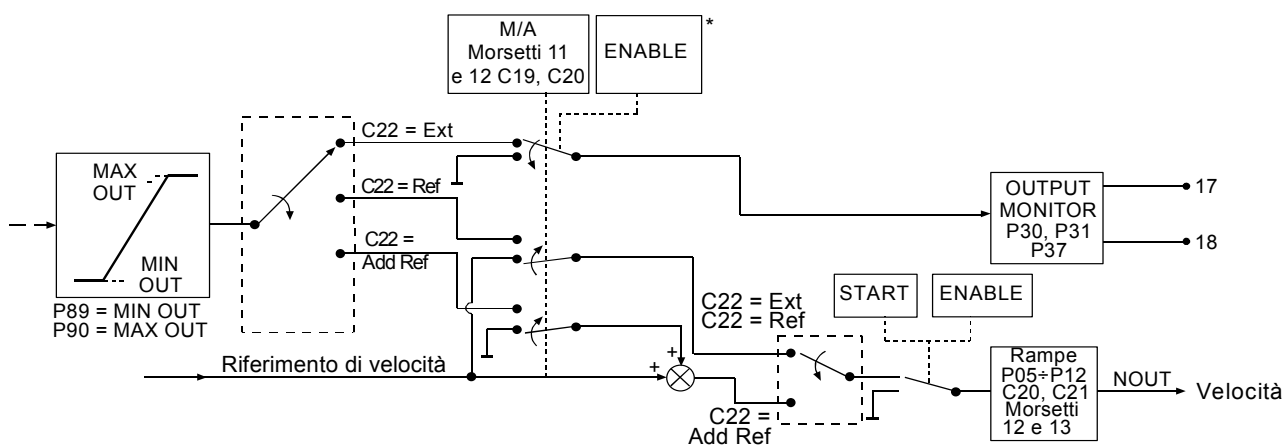 M/A
Morsetti 11
e 12 C19, C20
ENABLE
*
C22 = Ext
MAX
OUT
MIN
OUT
P89 = MIN OUT
P90 = MAX OUT
C22 = Ref
C22 =
Add Ref
OUTPUT
MONITOR
P30, P31
P37
17
18
Riferimento di velocità
+
+
C22 = Ext
C22 = Ref
C22 =
Add Ref
START
ENABLE
Rampe
P05÷P12
C20, C21
Morsetti
12 e 13
NOUT
Velocità